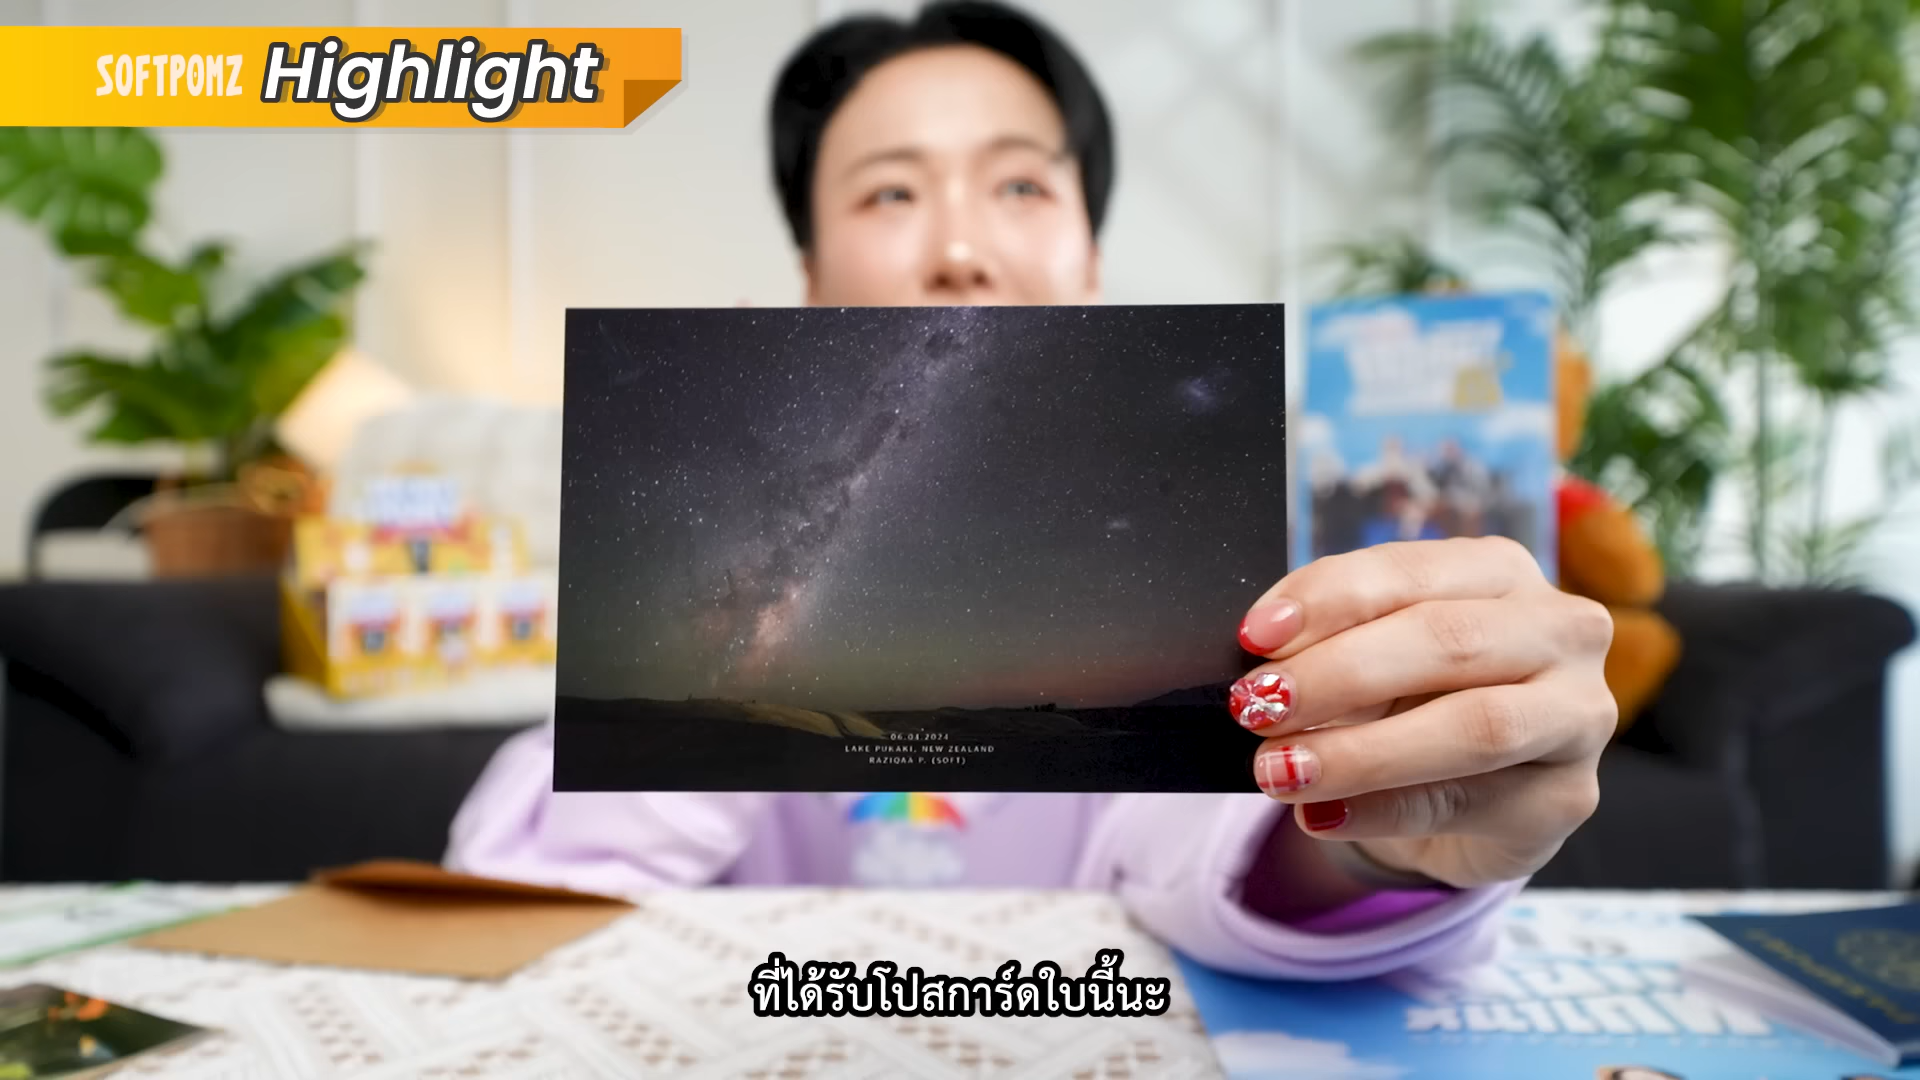 SOFTPOMZ Highlight
06.04.2024
LAKE PUKAKI, NEW ZEALAND
RAZIQAA P. (SOFT)
ที่ได้รับโปสการ์ดใบนี้นะ